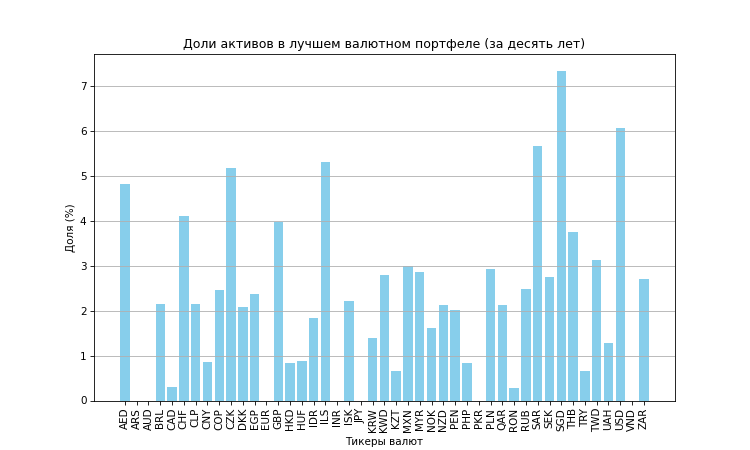 Доли активов в лучшем валютном портфеле (за десять лет)
Доля (%)
7
6
5
4
3
2
1
0
AED ARS AUD BRL CAD CHF CLP CNY COP CZK DKK EGP EUR GBP HKD HUF IDR ILS INR ISK JPY KRW KWD KZT MXN MYR NOK NZD PEN PHP PKR PLN QAR RON RUB SAR SEK SGD THB TRY TWD UAH USD VND ZAR
Тикеры валют